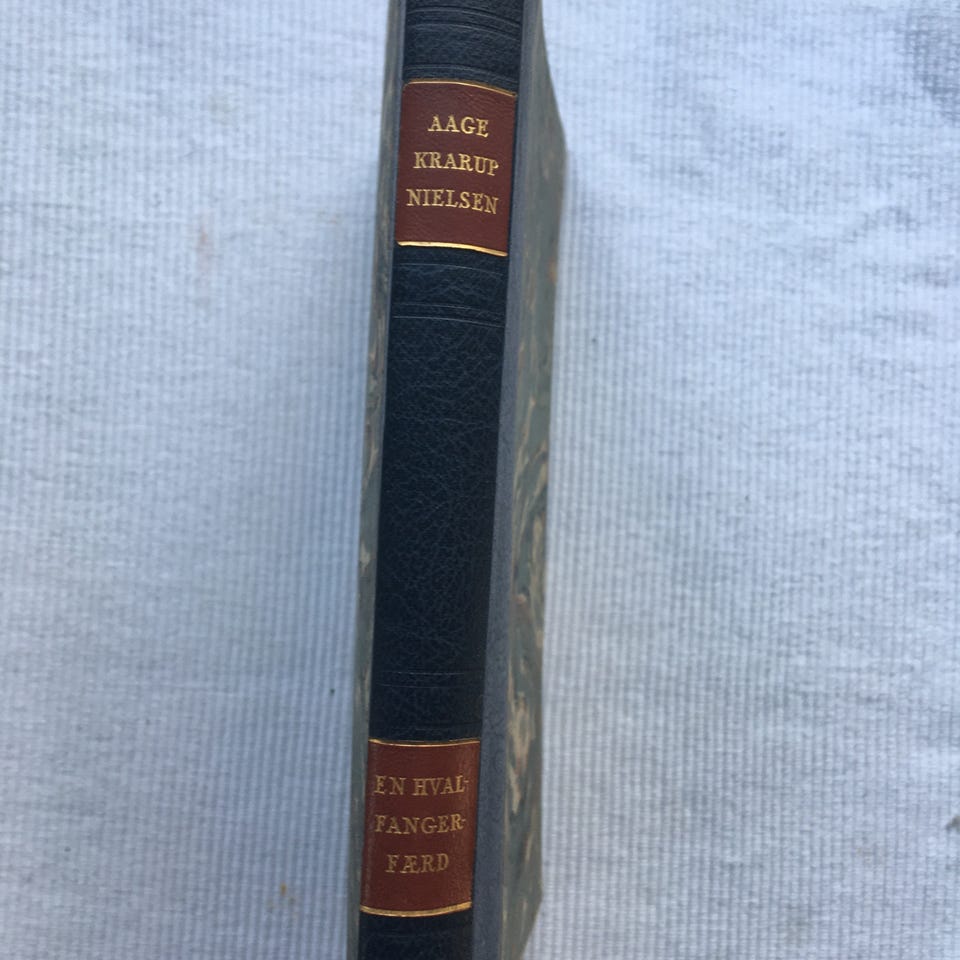 AAGE
KRARUP
NIELSEN
EN HVAL-
FANGER-
FÆRD